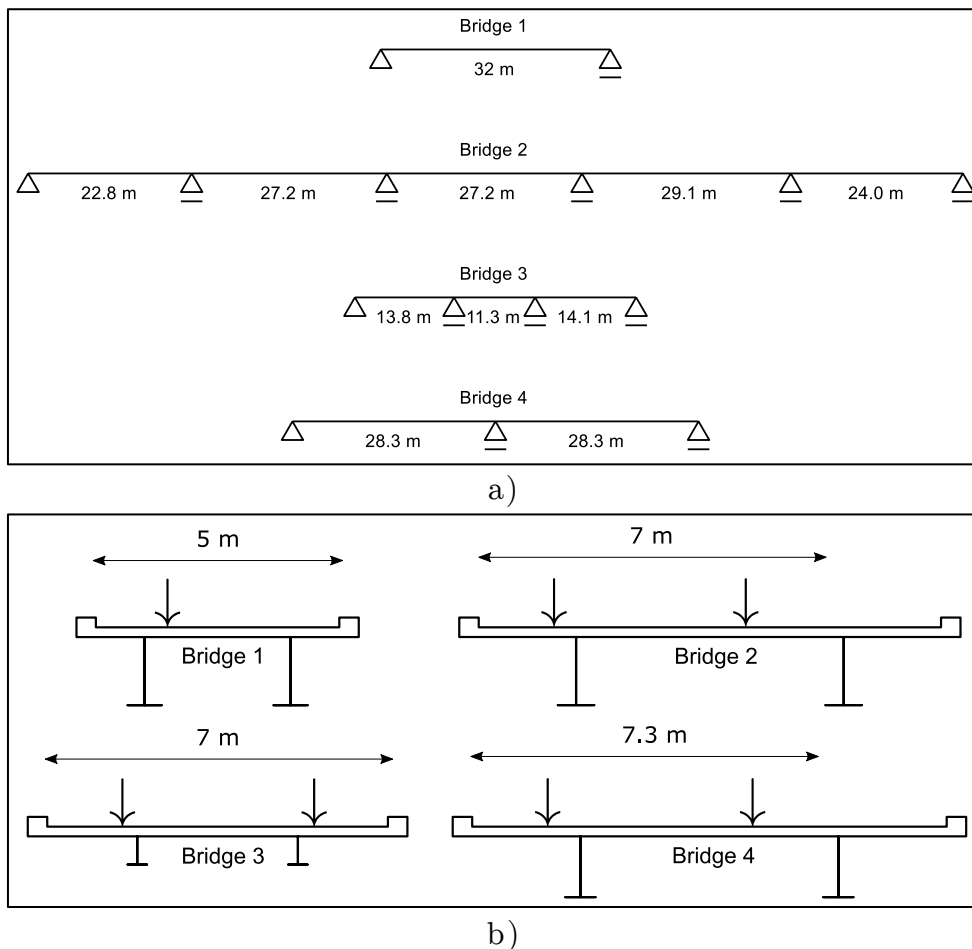 Bridge 1
32 m
Bridge 2
22.8 m 27.2 m 27.2 m 29.1 m 24.0 m
Bridge 3
13.8 m 11.3 m 14.1 m
Bridge 4
28.3 m 28.3 m
a)
5 m 7 m
Bridge 1 Bridge 2
7 m 7.3 m
Bridge 3 Bridge 4
b)